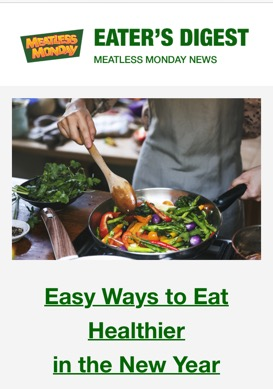 MEATLESS
MONDAY
EATER'S DIGEST
MEATLESS MONDAY NEWS
Easy Ways to Eat
Healthier
in the New Year